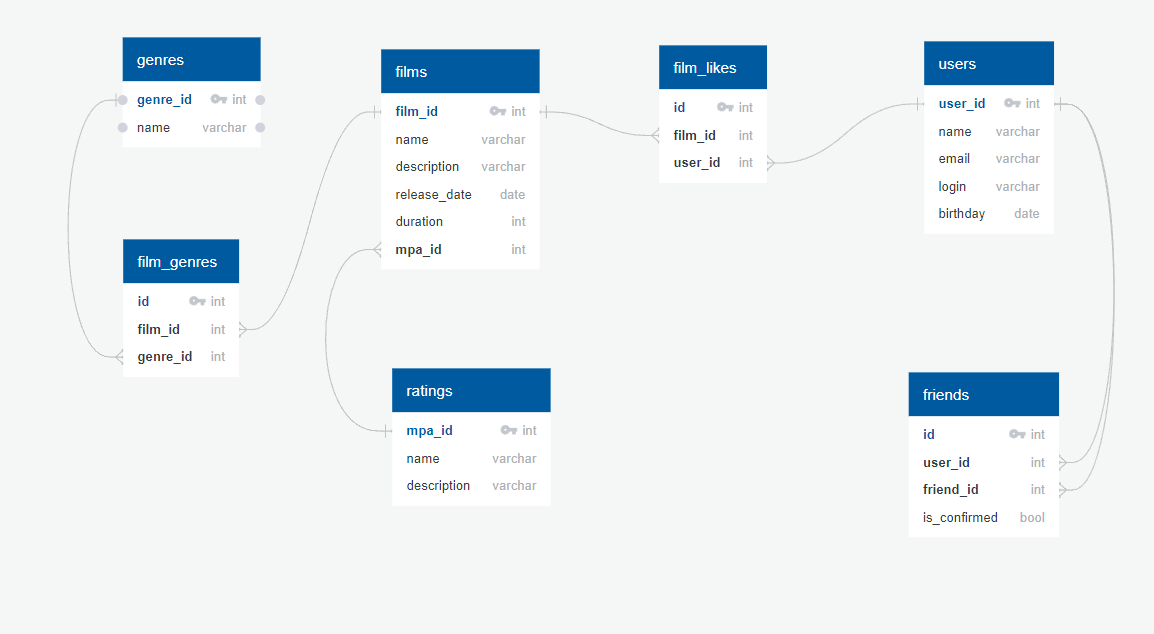 genres
genre_id int
name varchar
films
film_id int
name varchar
description varchar
release_date date
duration int
mpa_id int
film_likes
id int
film_id int
user_id int
users
user_id int
name varchar
email varchar
login varchar
birthday date
film_genres
id int
film_id int
genre_id int
ratings
mpa_id int
name varchar
description varchar
friends
id int
user_id int
friend_id int
is_confirmed bool